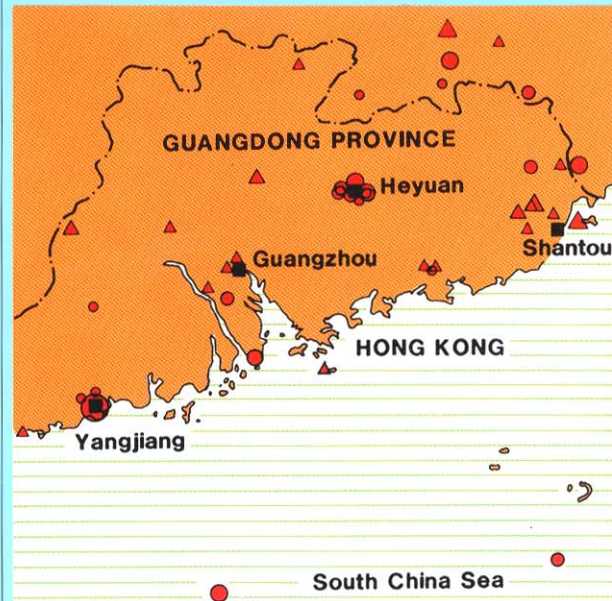 GUANGDONG PROVINCE
Heyuan
Shantou
Guangzhou
HONG KONG
Yangjiang
South China Sea